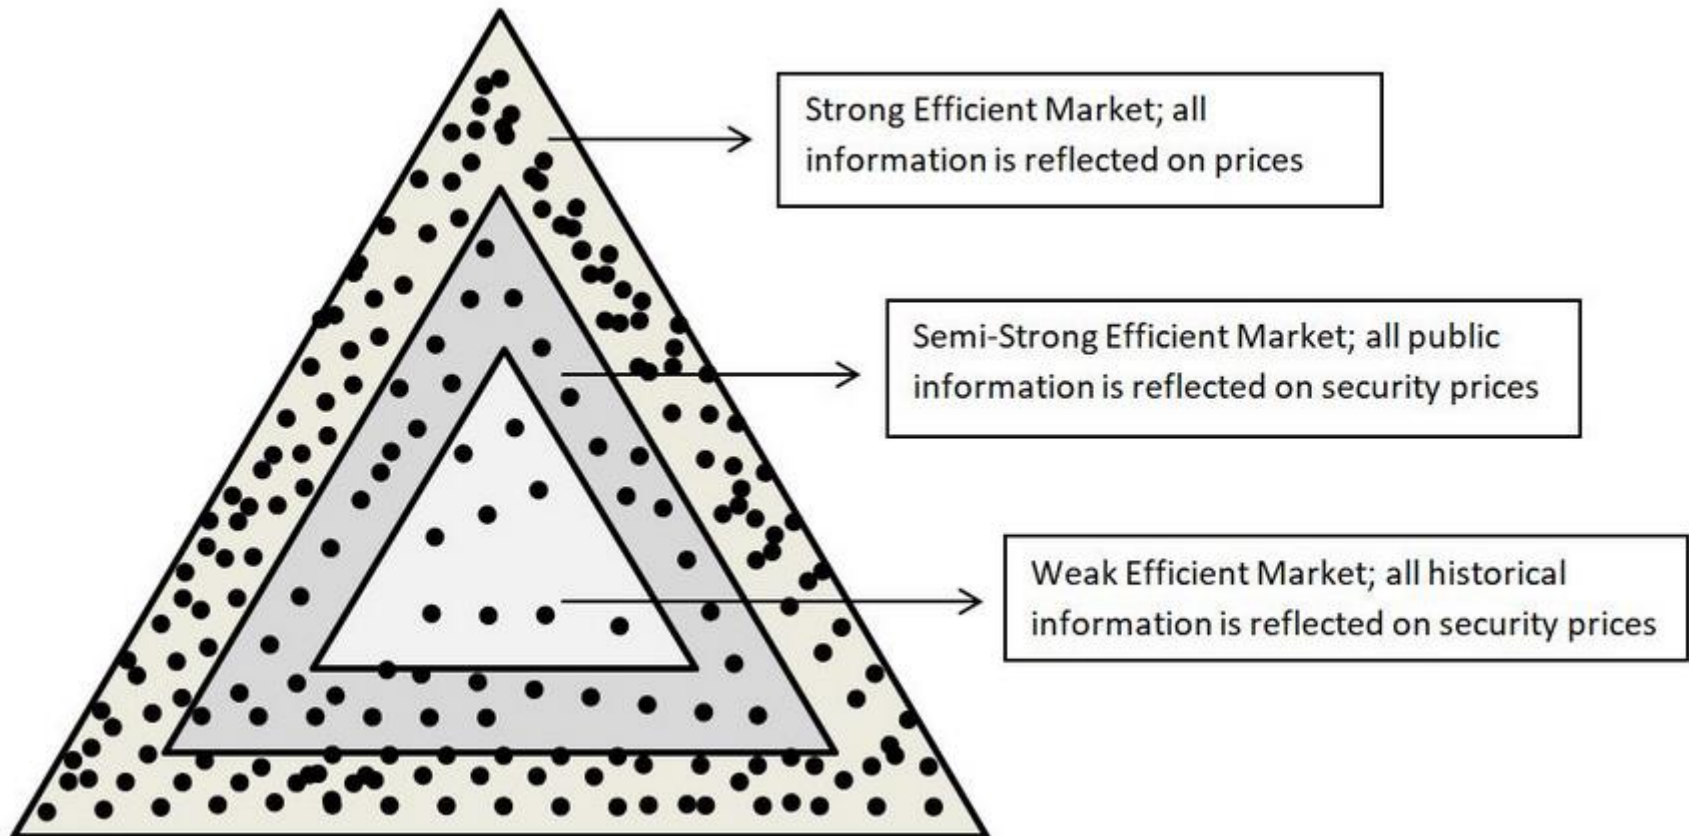 Strong Efficient Market; all
information is reflected on prices
Semi-Strong Efficient Market; all public
information is reflected on security prices
Weak Efficient Market; all historical
information is reflected on security prices